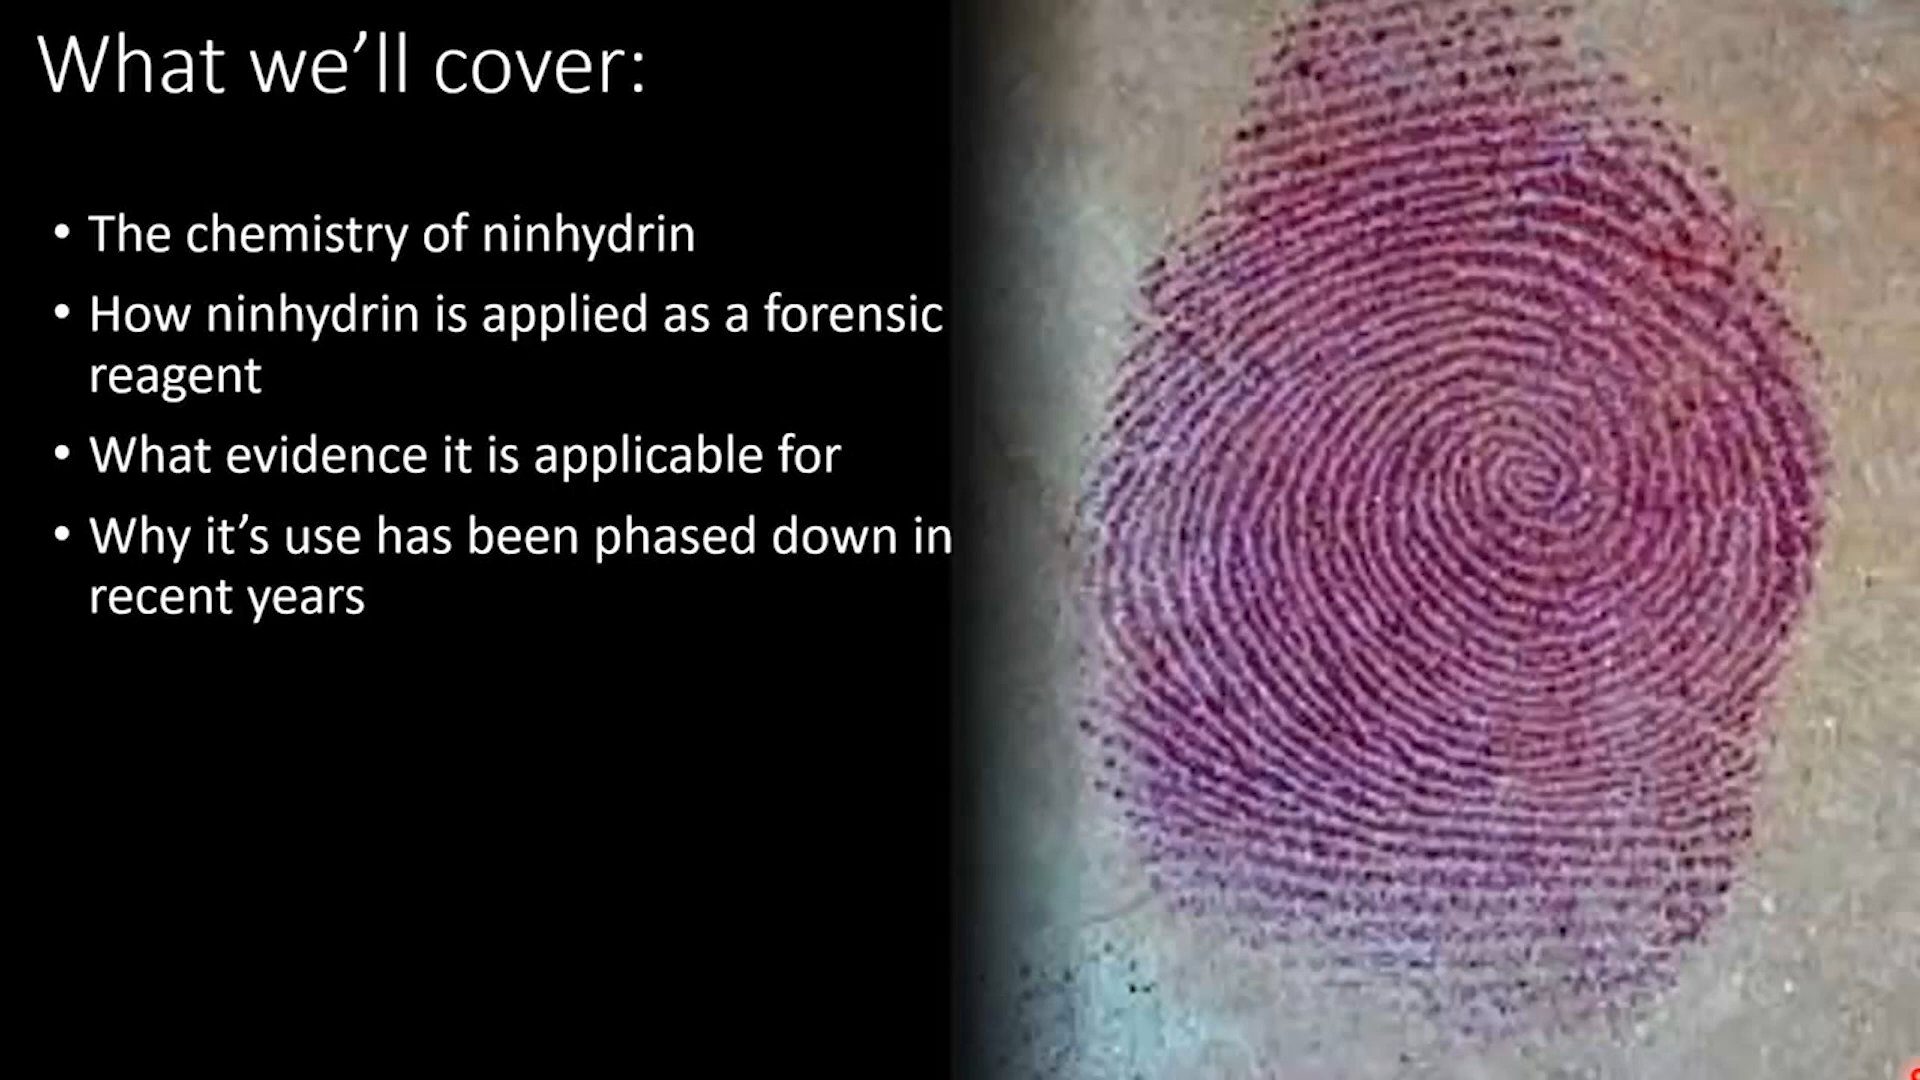 What we’ll cover:
• The chemistry of ninhydrin
• How ninhydrin is applied as a forensic
reagent
• What evidence it is applicable for
• Why it’s use has been phased down in
recent years